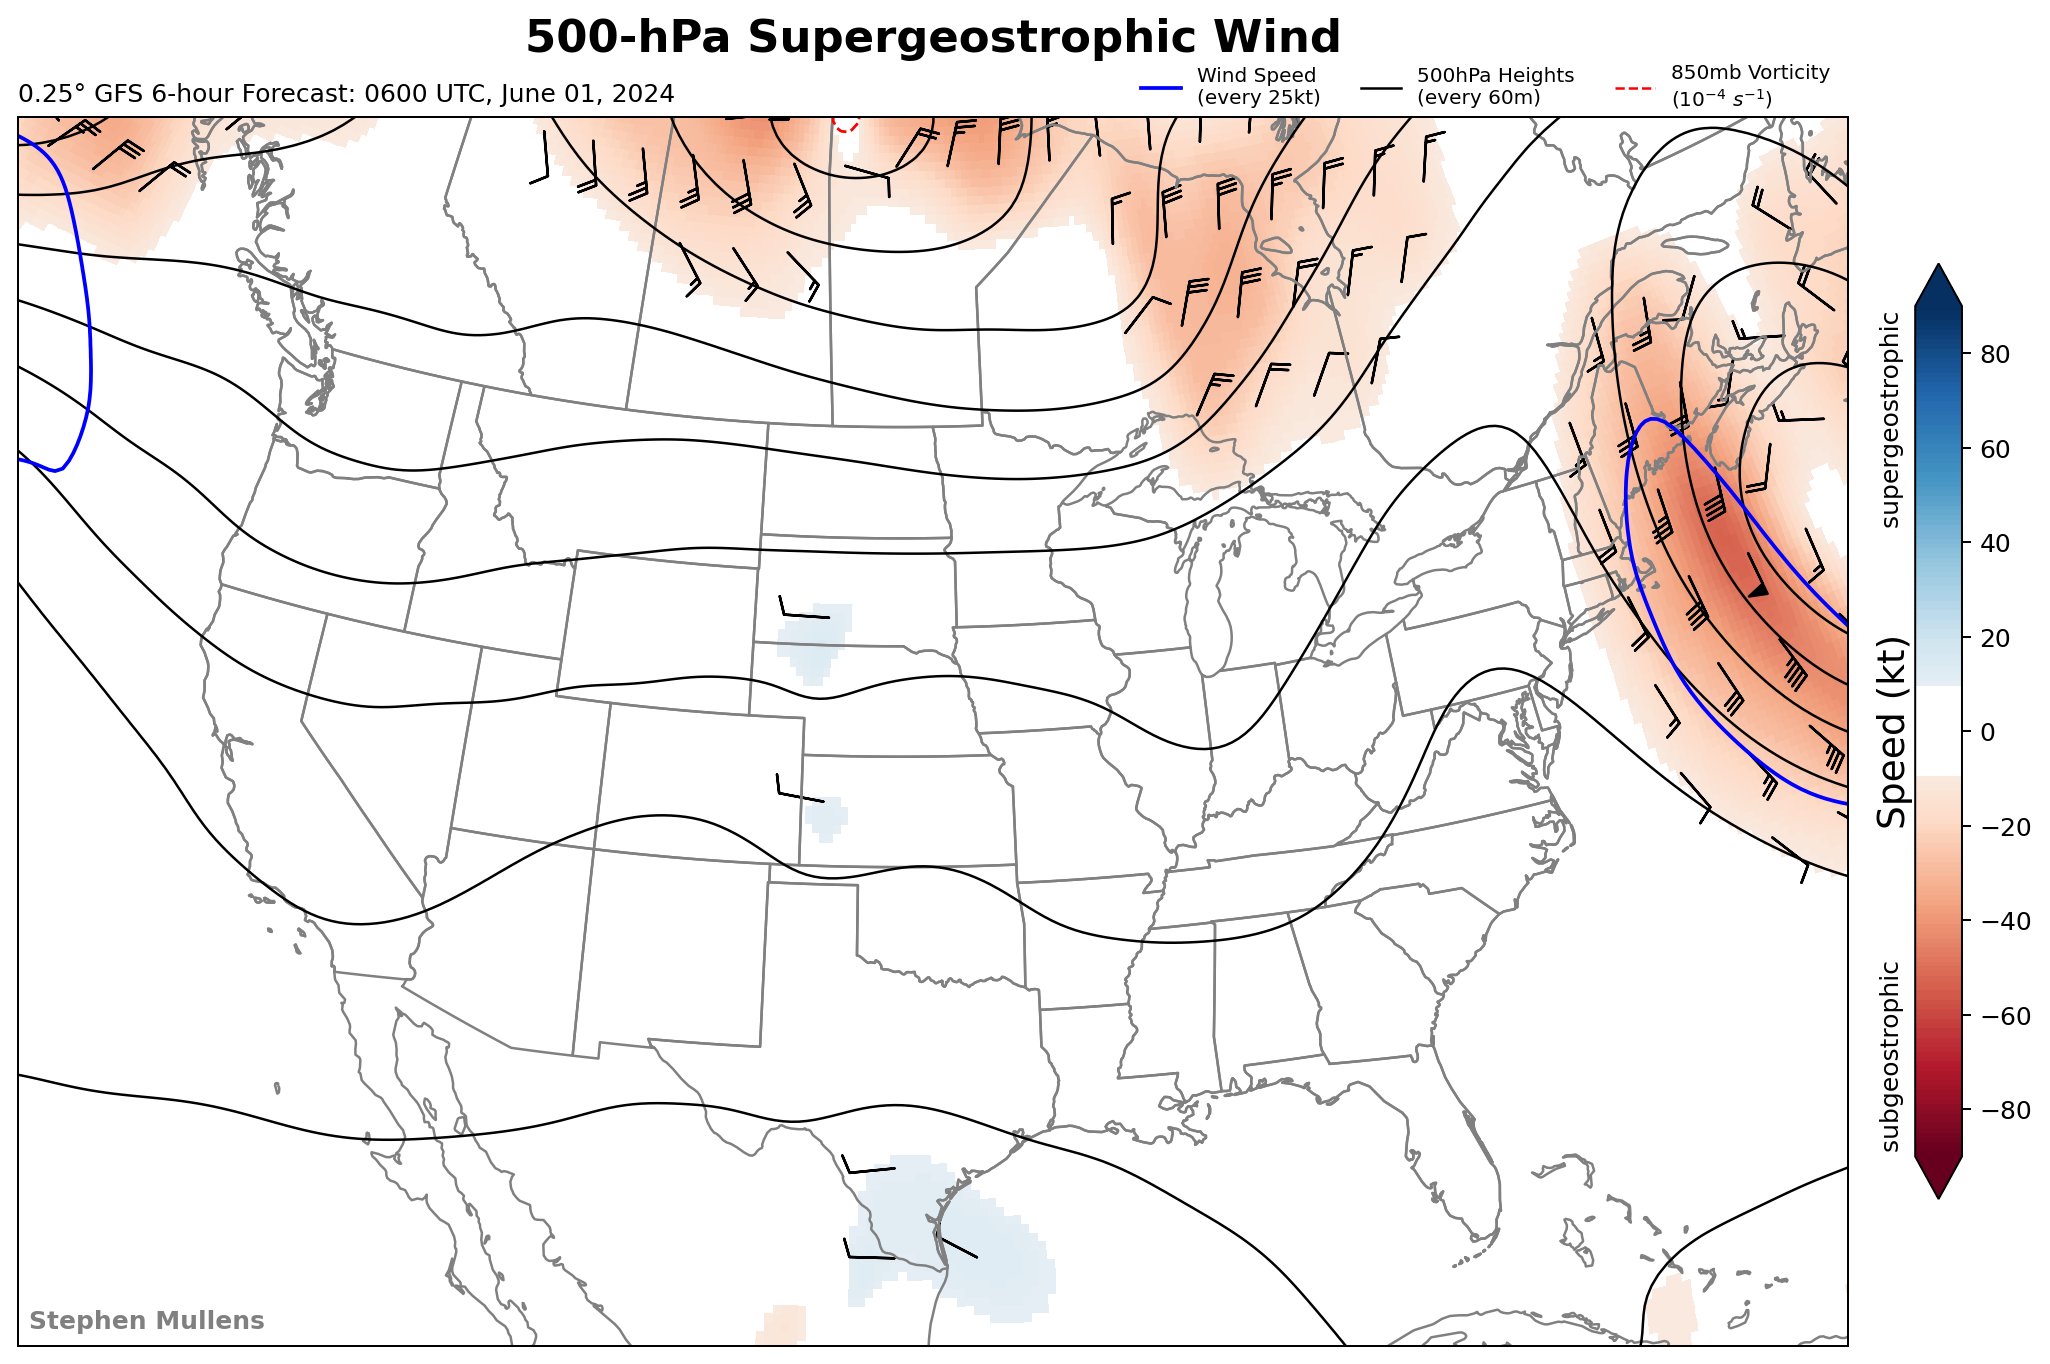 500-hPa Supergeostrophic Wind
0.25° GFS 6-hour Forecast: 0600 UTC, June 01, 2024
Wind Speed
(every 25kt)
500hPa Heights
(every 60m)
850mb Vorticity
(10⁻⁴ s⁻¹)
supergeostrophic
Speed (kt)
subgeostrophic
80
60
40
20
0
−20
−40
−60
−80
Stephen Mullens